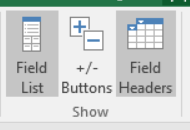 Field List
+/- Buttons
Field Headers
Show